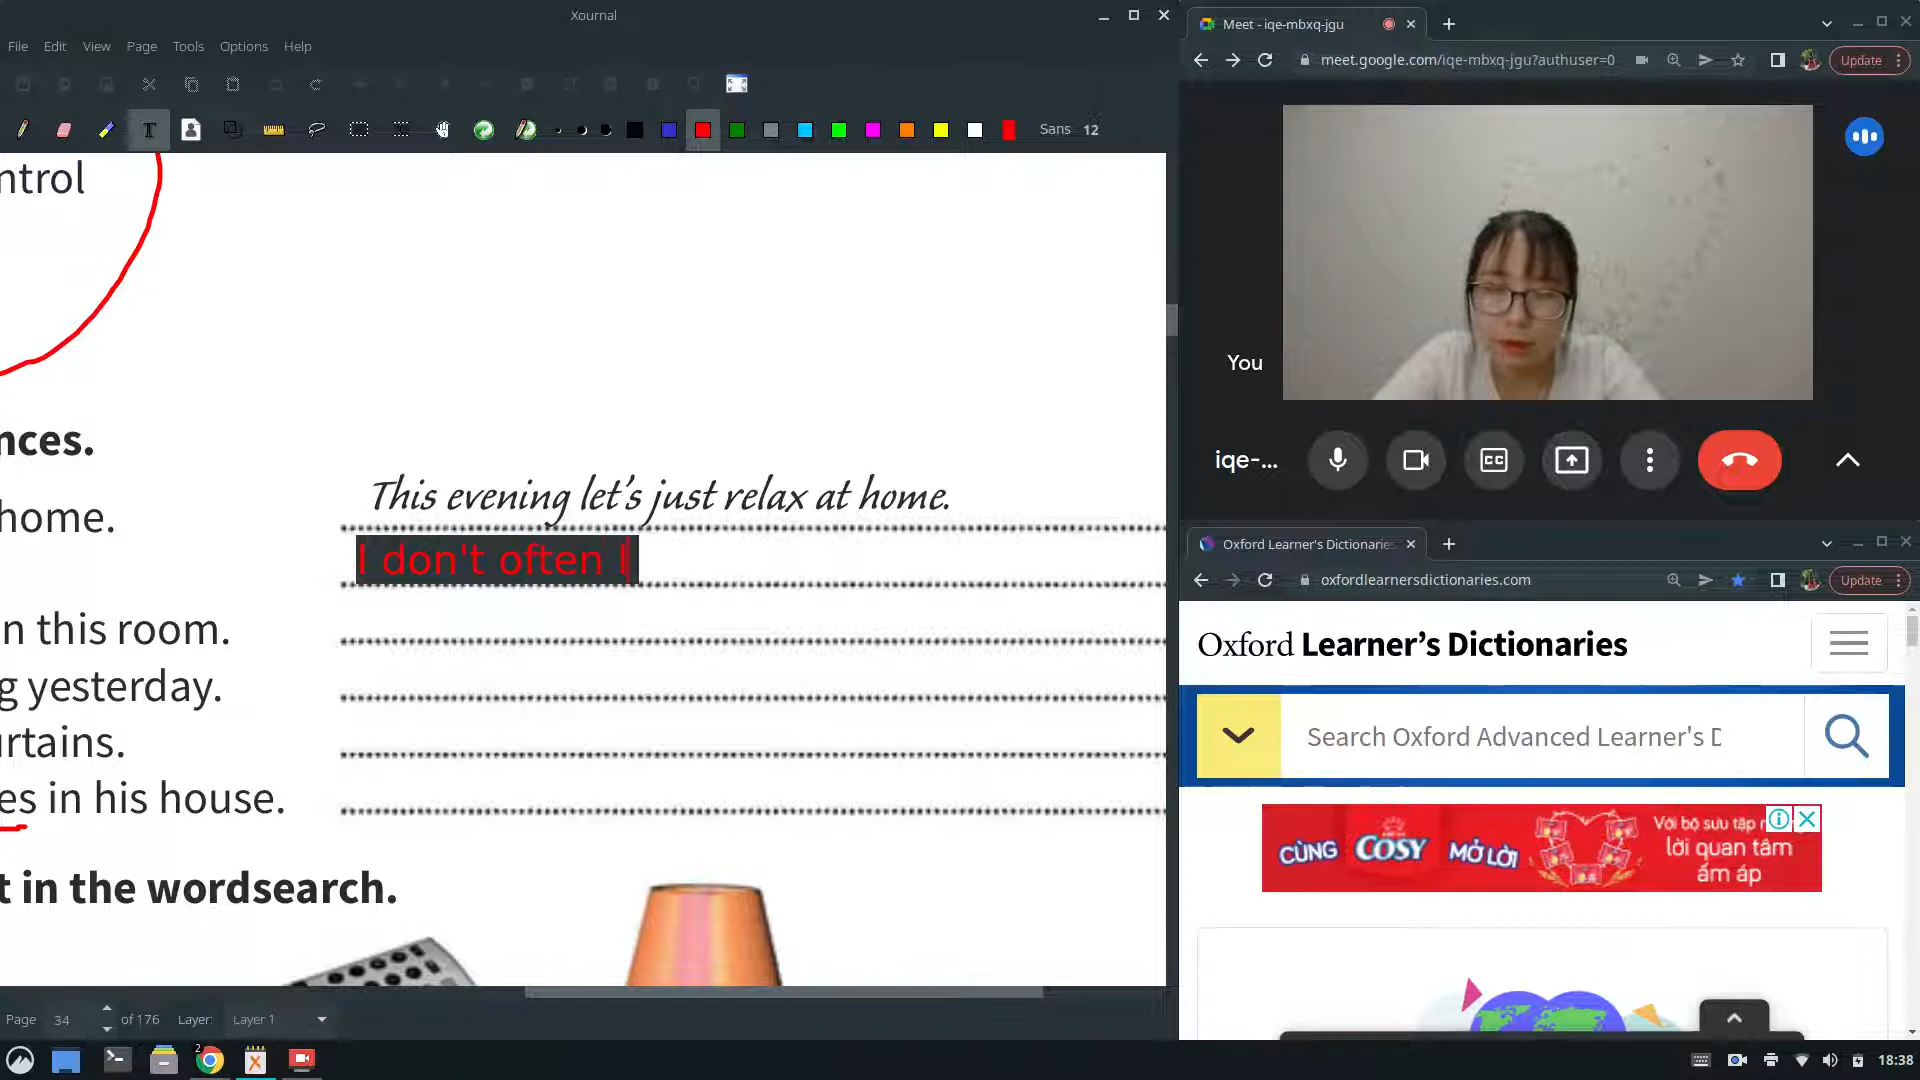 Xournal
File Edit View Page Tools Options Help
Sans 12
ntrol
nces.
home.
This evening let's just relax at home.
I don't often l
n this room.
g yesterday.
urtains.
es in his house.
t in the wordsearch.
Page 34 of 176 Layer: Layer 1
Meet - iqe-mbxq-jgu
meet.google.com/iqe-mbxq-jgu?authuser=0
Update
You
iqe-...
Oxford Learner's Dictionaries
oxfordlearnersdictionaries.com
Update
Oxford Learner's Dictionaries
Search Oxford Advanced Learner's D
CÙNG COSY MỞ LỜI
Với bộ sưu tập
lời quan tâm
ấm áp
2
18:38